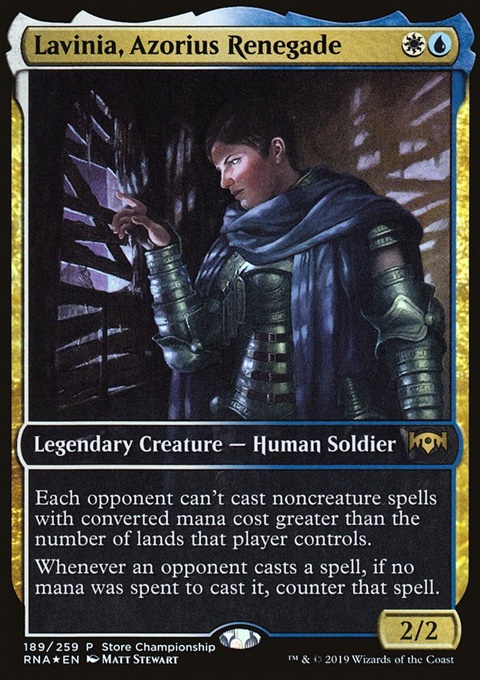 Lavinia, Azorius Renegade
Legendary Creature — Human Soldier
Each opponent can't cast noncreature spells
with converted mana cost greater than the
number of lands that player controls.
Whenever an opponent casts a spell, if no
mana was spent to cast it, counter that spell.
2/2
189/259 P Store Championship
RNA★EN Matt Stewart
™ & © 2019 Wizards of the Coast